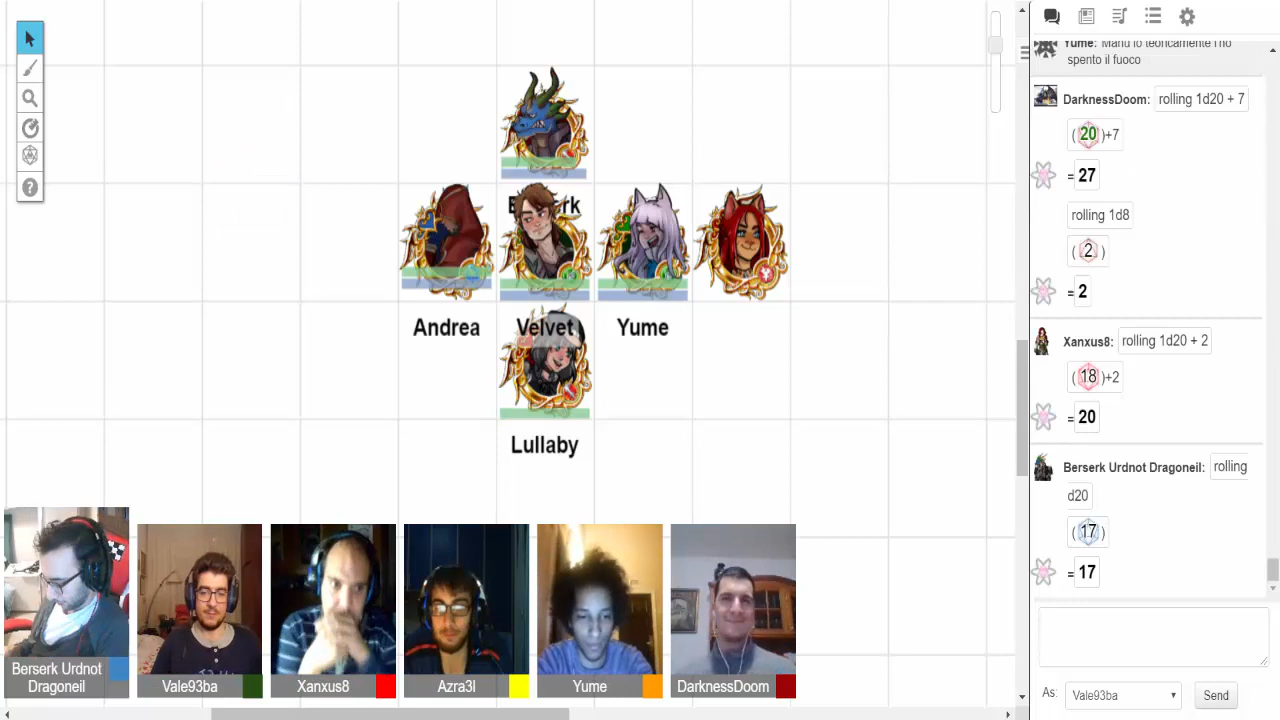 Yume: Manu io teoricamente l'ho
spento il fuoco
DarknessDoom: rolling 1d20 + 7
(20)+7
= 27
rolling 1d8
(2)
= 2
Xanxus8: rolling 1d20 + 2
(18)+2
= 20
Berserk Urdnot Dragoneil: rolling
d20
(17)
= 17
Andrea
Velvet
Yume
Lullaby
Berserk Urdnot
Dragoneil
Vale93ba
Xanxus8
Azra3l
Yume
DarknessDoom
As:
Vale93ba
Send